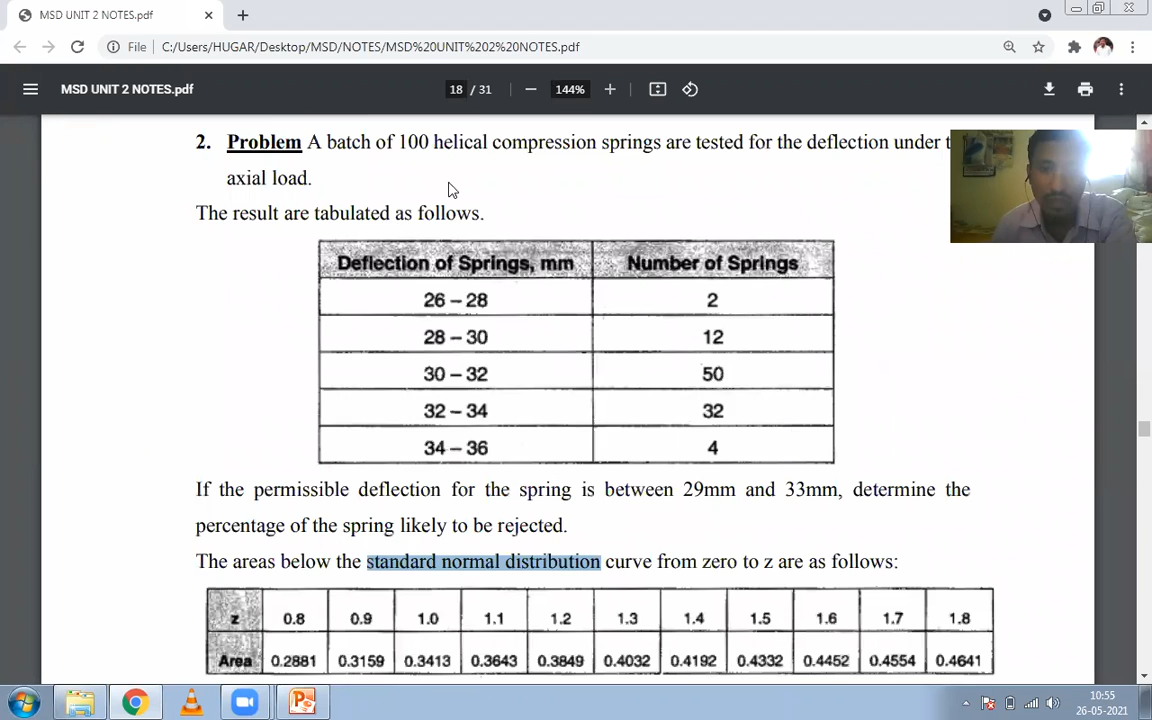 MSD UNIT 2 NOTES.pdf
File C:/Users/HUGAR/Desktop/MSD/NOTES/MSD%20UNIT%202%20NOTES.pdf
MSD UNIT 2 NOTES.pdf 18 / 31 144%
2. Problem A batch of 100 helical compression springs are tested for the deflection under
axial load.
The result are tabulated as follows.
Deflection of Springs, mm Number of Springs
26 – 28 2
28 – 30 12
30 – 32 50
32 – 34 32
34 – 36 4
If the permissible deflection for the spring is between 29mm and 33mm, determine the
percentage of the spring likely to be rejected.
The areas below the standard normal distribution curve from zero to z are as follows:
z 0.8 0.9 1.0 1.1 1.2 1.3 1.4 1.5 1.6 1.7 1.8
Area 0.2881 0.3159 0.3413 0.3643 0.3849 0.4032 0.4192 0.4332 0.4452 0.4554 0.4641
10:55
26-05-2021